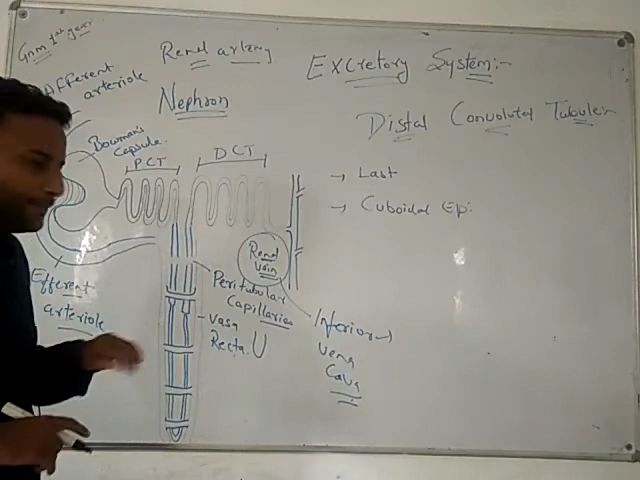 Gnm 1st year
Renal artery
Excretory System:-
Afferent
arteriole
Nephron
Distal Convoluted Tubule:-
Bowman's
Capsule.
PCT
DCT
→ Last
→ Cuboidal Ep:
Renal
vein
Efferent
arteriole
Peritubular
Capillaries
Vasa
Recta. U
Inferior →
Vena
Cava